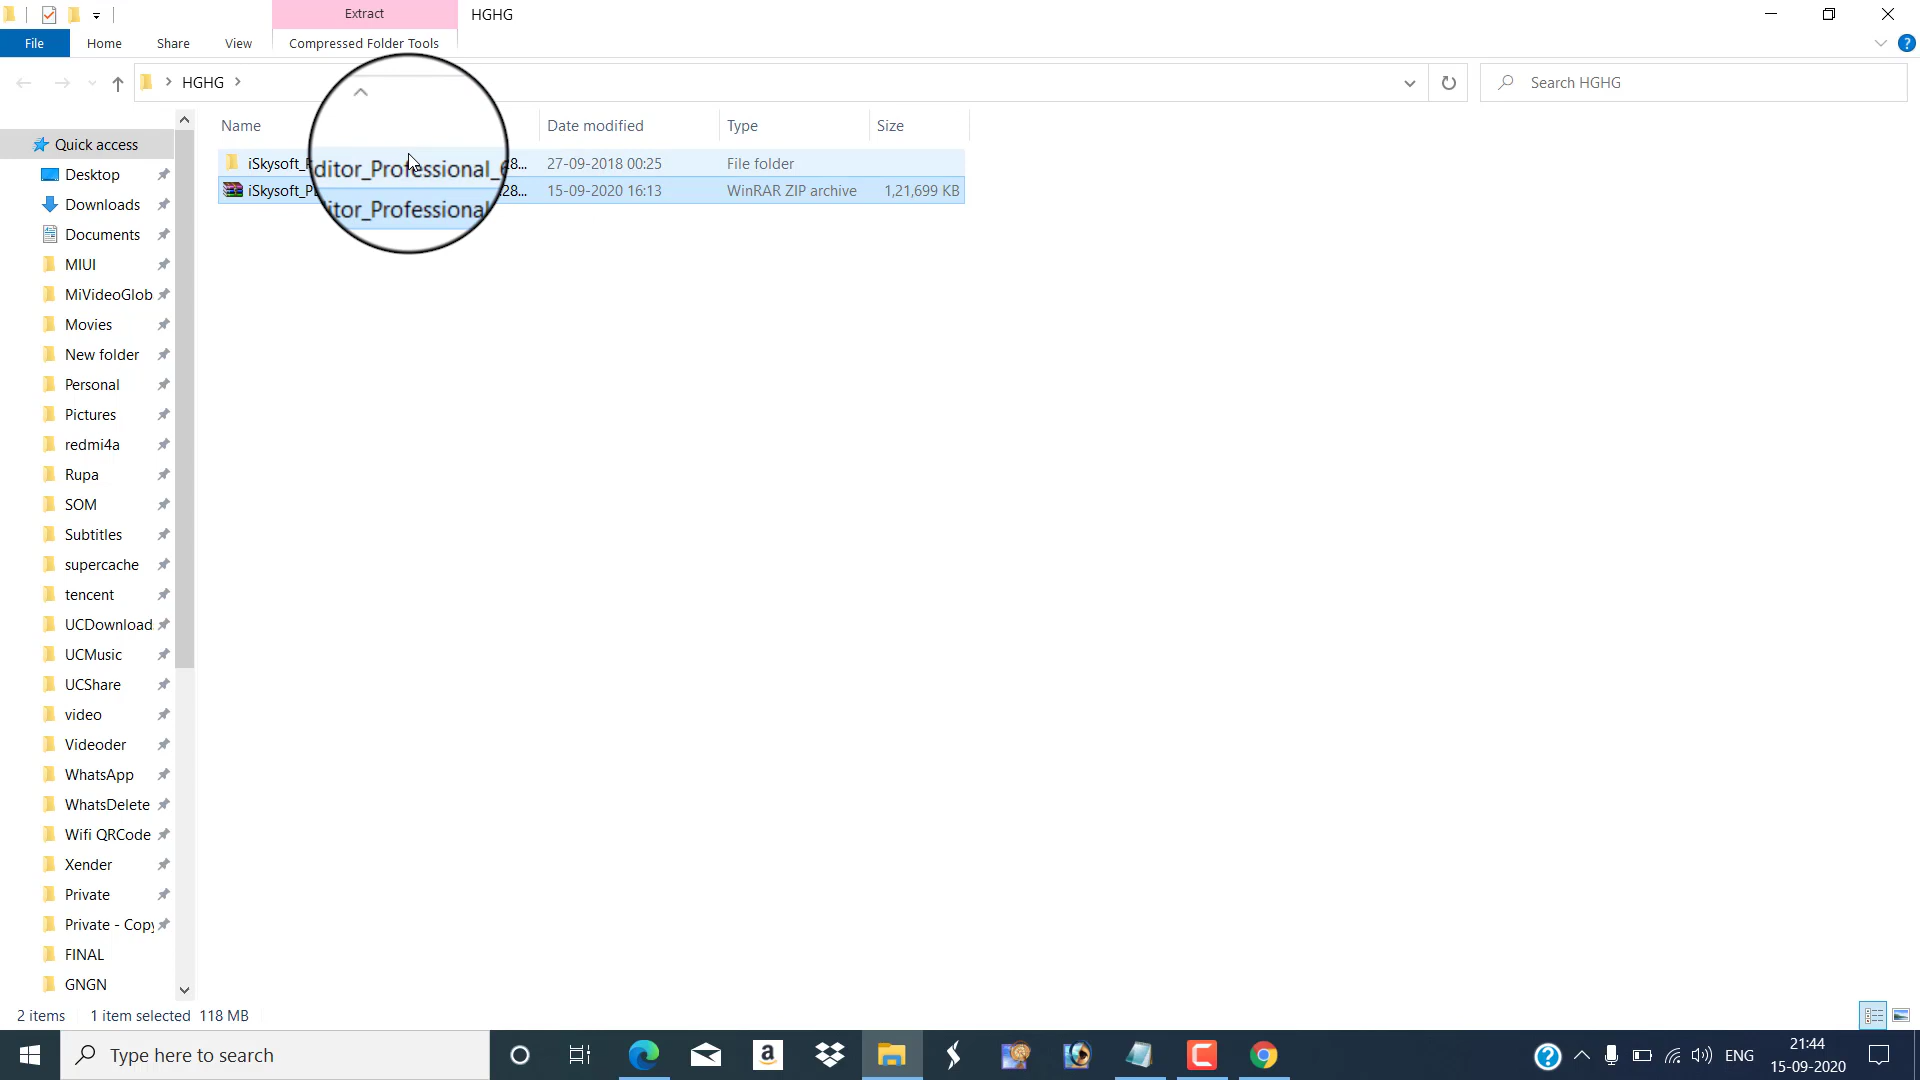 Extract
HGHG
File
Home
Share
View
Compressed Folder Tools
HGHG
Search HGHG
Name
Date modified
Type
Size
iSkysoft_P
ditor_Professional_6
8...
27-09-2018 00:25
File folder
iSkysoft_P
itor_Professional
28...
15-09-2020 16:13
WinRAR ZIP archive
1,21,699 KB
Quick access
Desktop
Downloads
Documents
MIUI
MiVideoGlob
Movies
New folder
Personal
Pictures
redmi4a
Rupa
SOM
Subtitles
supercache
tencent
UCDownload
UCMusic
UCShare
video
Videoder
WhatsApp
WhatsDelete
Wifi QRCode
Xender
Private
Private - Copy
FINAL
GNGN
2 items
1 item selected 118 MB
Type here to search
ENG
21:44
15-09-2020